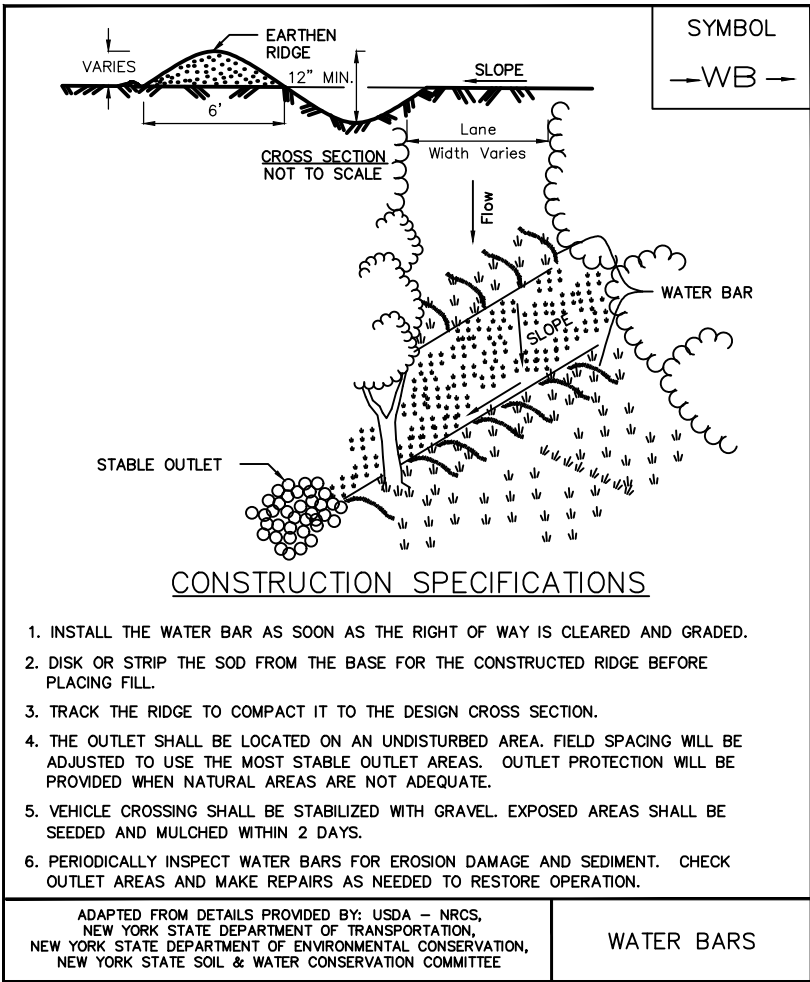 SYMBOL
WB
EARTHEN
RIDGE
VARIES
12" MIN.
SLOPE
6'
CROSS SECTION
NOT TO SCALE
Lane
Width Varies
Flow
WATER BAR
SLOPE
STABLE OUTLET
CONSTRUCTION SPECIFICATIONS
1. INSTALL THE WATER BAR AS SOON AS THE RIGHT OF WAY IS CLEARED AND GRADED.
2. DISK OR STRIP THE SOD FROM THE BASE FOR THE CONSTRUCTED RIDGE BEFORE
PLACING FILL.
3. TRACK THE RIDGE TO COMPACT IT TO THE DESIGN CROSS SECTION.
4. THE OUTLET SHALL BE LOCATED ON AN UNDISTURBED AREA. FIELD SPACING WILL BE
ADJUSTED TO USE THE MOST STABLE OUTLET AREAS. OUTLET PROTECTION WILL BE
PROVIDED WHEN NATURAL AREAS ARE NOT ADEQUATE.
5. VEHICLE CROSSING SHALL BE STABILIZED WITH GRAVEL. EXPOSED AREAS SHALL BE
SEEDED AND MULCHED WITHIN 2 DAYS.
6. PERIODICALLY INSPECT WATER BARS FOR EROSION DAMAGE AND SEDIMENT. CHECK
OUTLET AREAS AND MAKE REPAIRS AS NEEDED TO RESTORE OPERATION.
ADAPTED FROM DETAILS PROVIDED BY: USDA – NRCS,
NEW YORK STATE DEPARTMENT OF TRANSPORTATION,
NEW YORK STATE DEPARTMENT OF ENVIRONMENTAL CONSERVATION,
NEW YORK STATE SOIL & WATER CONSERVATION COMMITTEE
WATER BARS